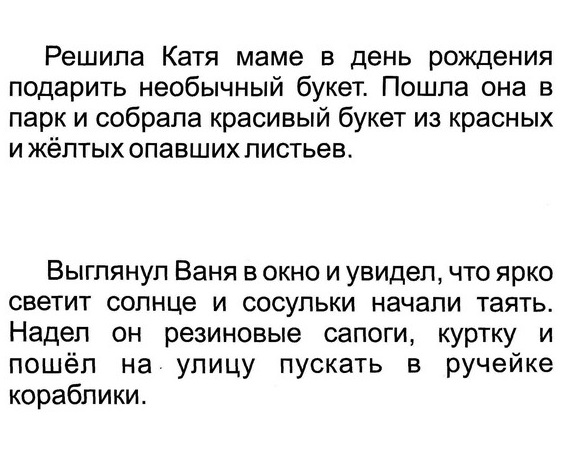 Решила Катя маме в день рождения
подарить необычный букет. Пошла она в
парк и собрала красивый букет из красных
и жёлтых опавших листьев.
Выглянул Ваня в окно и увидел, что ярко
светит солнце и сосульки начали таять.
Надел он резиновые сапоги, куртку и
пошёл на улицу пускать в ручейке
кораблики.